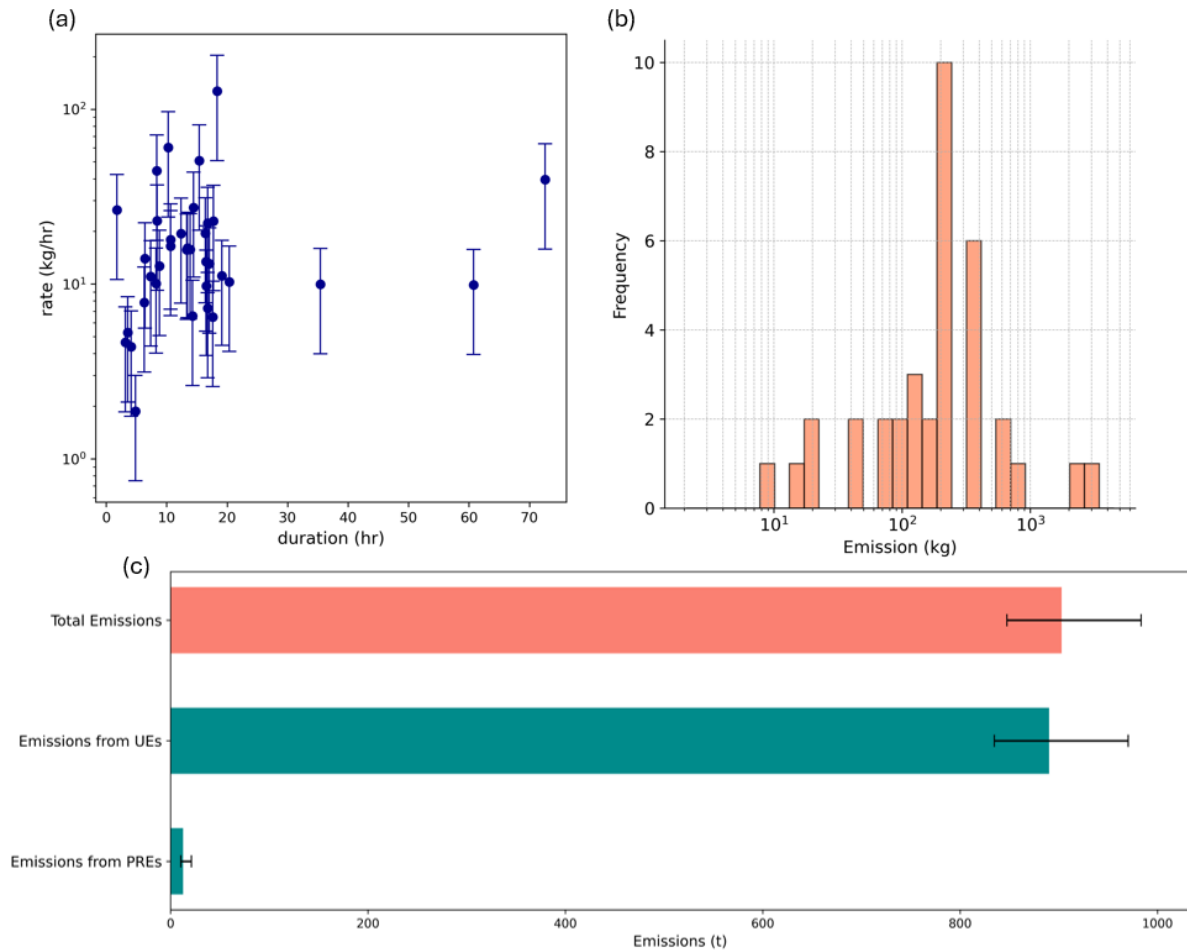 (a)
10²
10¹
10⁰
rate (kg/hr)
0 10 20 30 40 50 60 70
duration (hr)
(b)
10
8
6
4
2
0
Frequency
10¹ 10² 10³
Emission (kg)
(c)
Total Emissions
Emissions from UEs
Emissions from PREs
0 200 400 600 800 1000
Emissions (t)